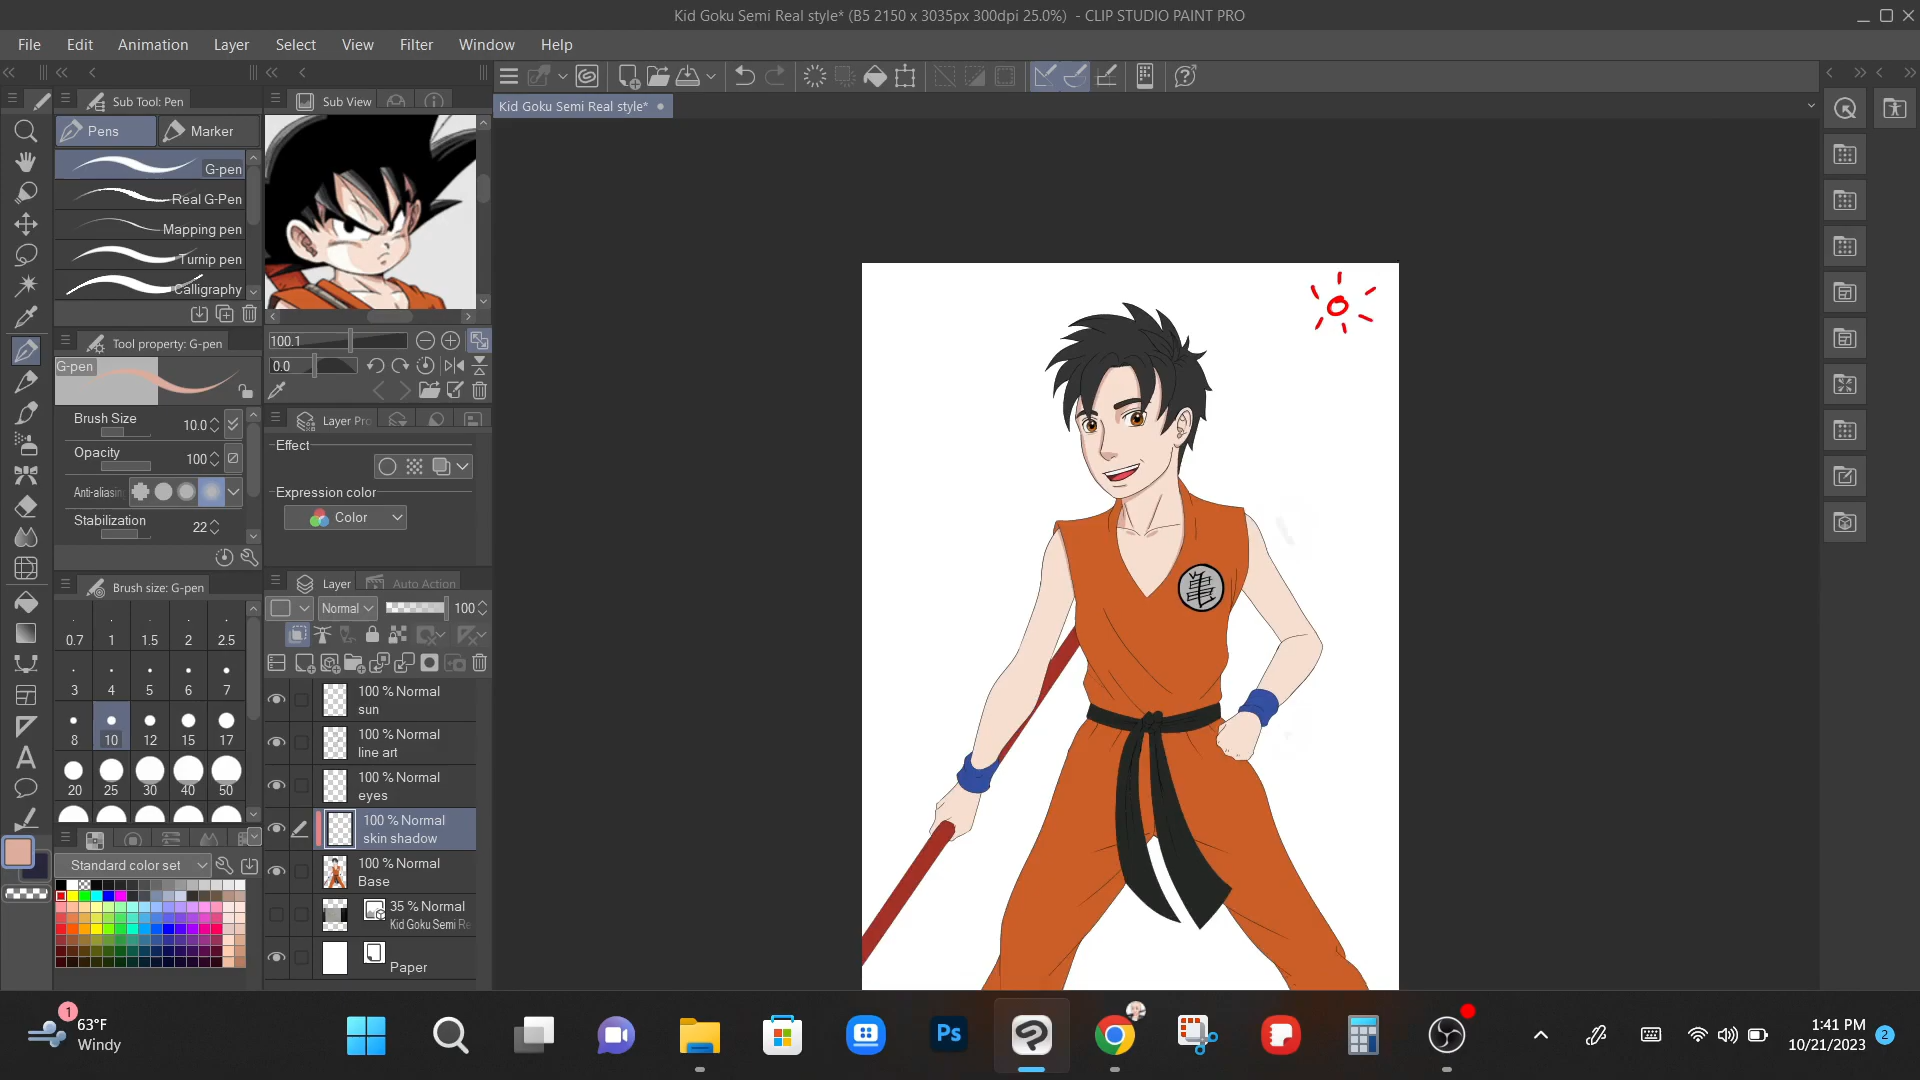 Kid Goku Semi Real style* (B5 2150 x 3035px 300dpi 25.0%) - CLIP STUDIO PAINT PRO
File Edit Animation Layer Select View Filter Window Help
Kid Goku Semi Real style*
Sub Tool: Pen
Pens
Marker
G-pen
Real G-Pen
Mapping pen
Turnip pen
Calligraphy
Tool property: G-pen
G-pen
Brush Size 10.0
Opacity 100
Anti-aliasing
Stabilization 22
Brush size: G-pen
0.7 1 1.5 2 2.5
3 4 5 6 7
8 10 12 15 17
20 25 30 40 50
Standard color set
Sub View
100.1
0.0
Layer Pro
Effect
Expression color
Color
Layer
Auto Action
Normal 100
100 % Normal
sun
100 % Normal
line art
100 % Normal
eyes
100 % Normal
skin shadow
100 % Normal
Base
35 % Normal
Kid Goku Semi Re
Paper
亀
1
63°F
Windy
Ps
1:41 PM
10/21/2023
2